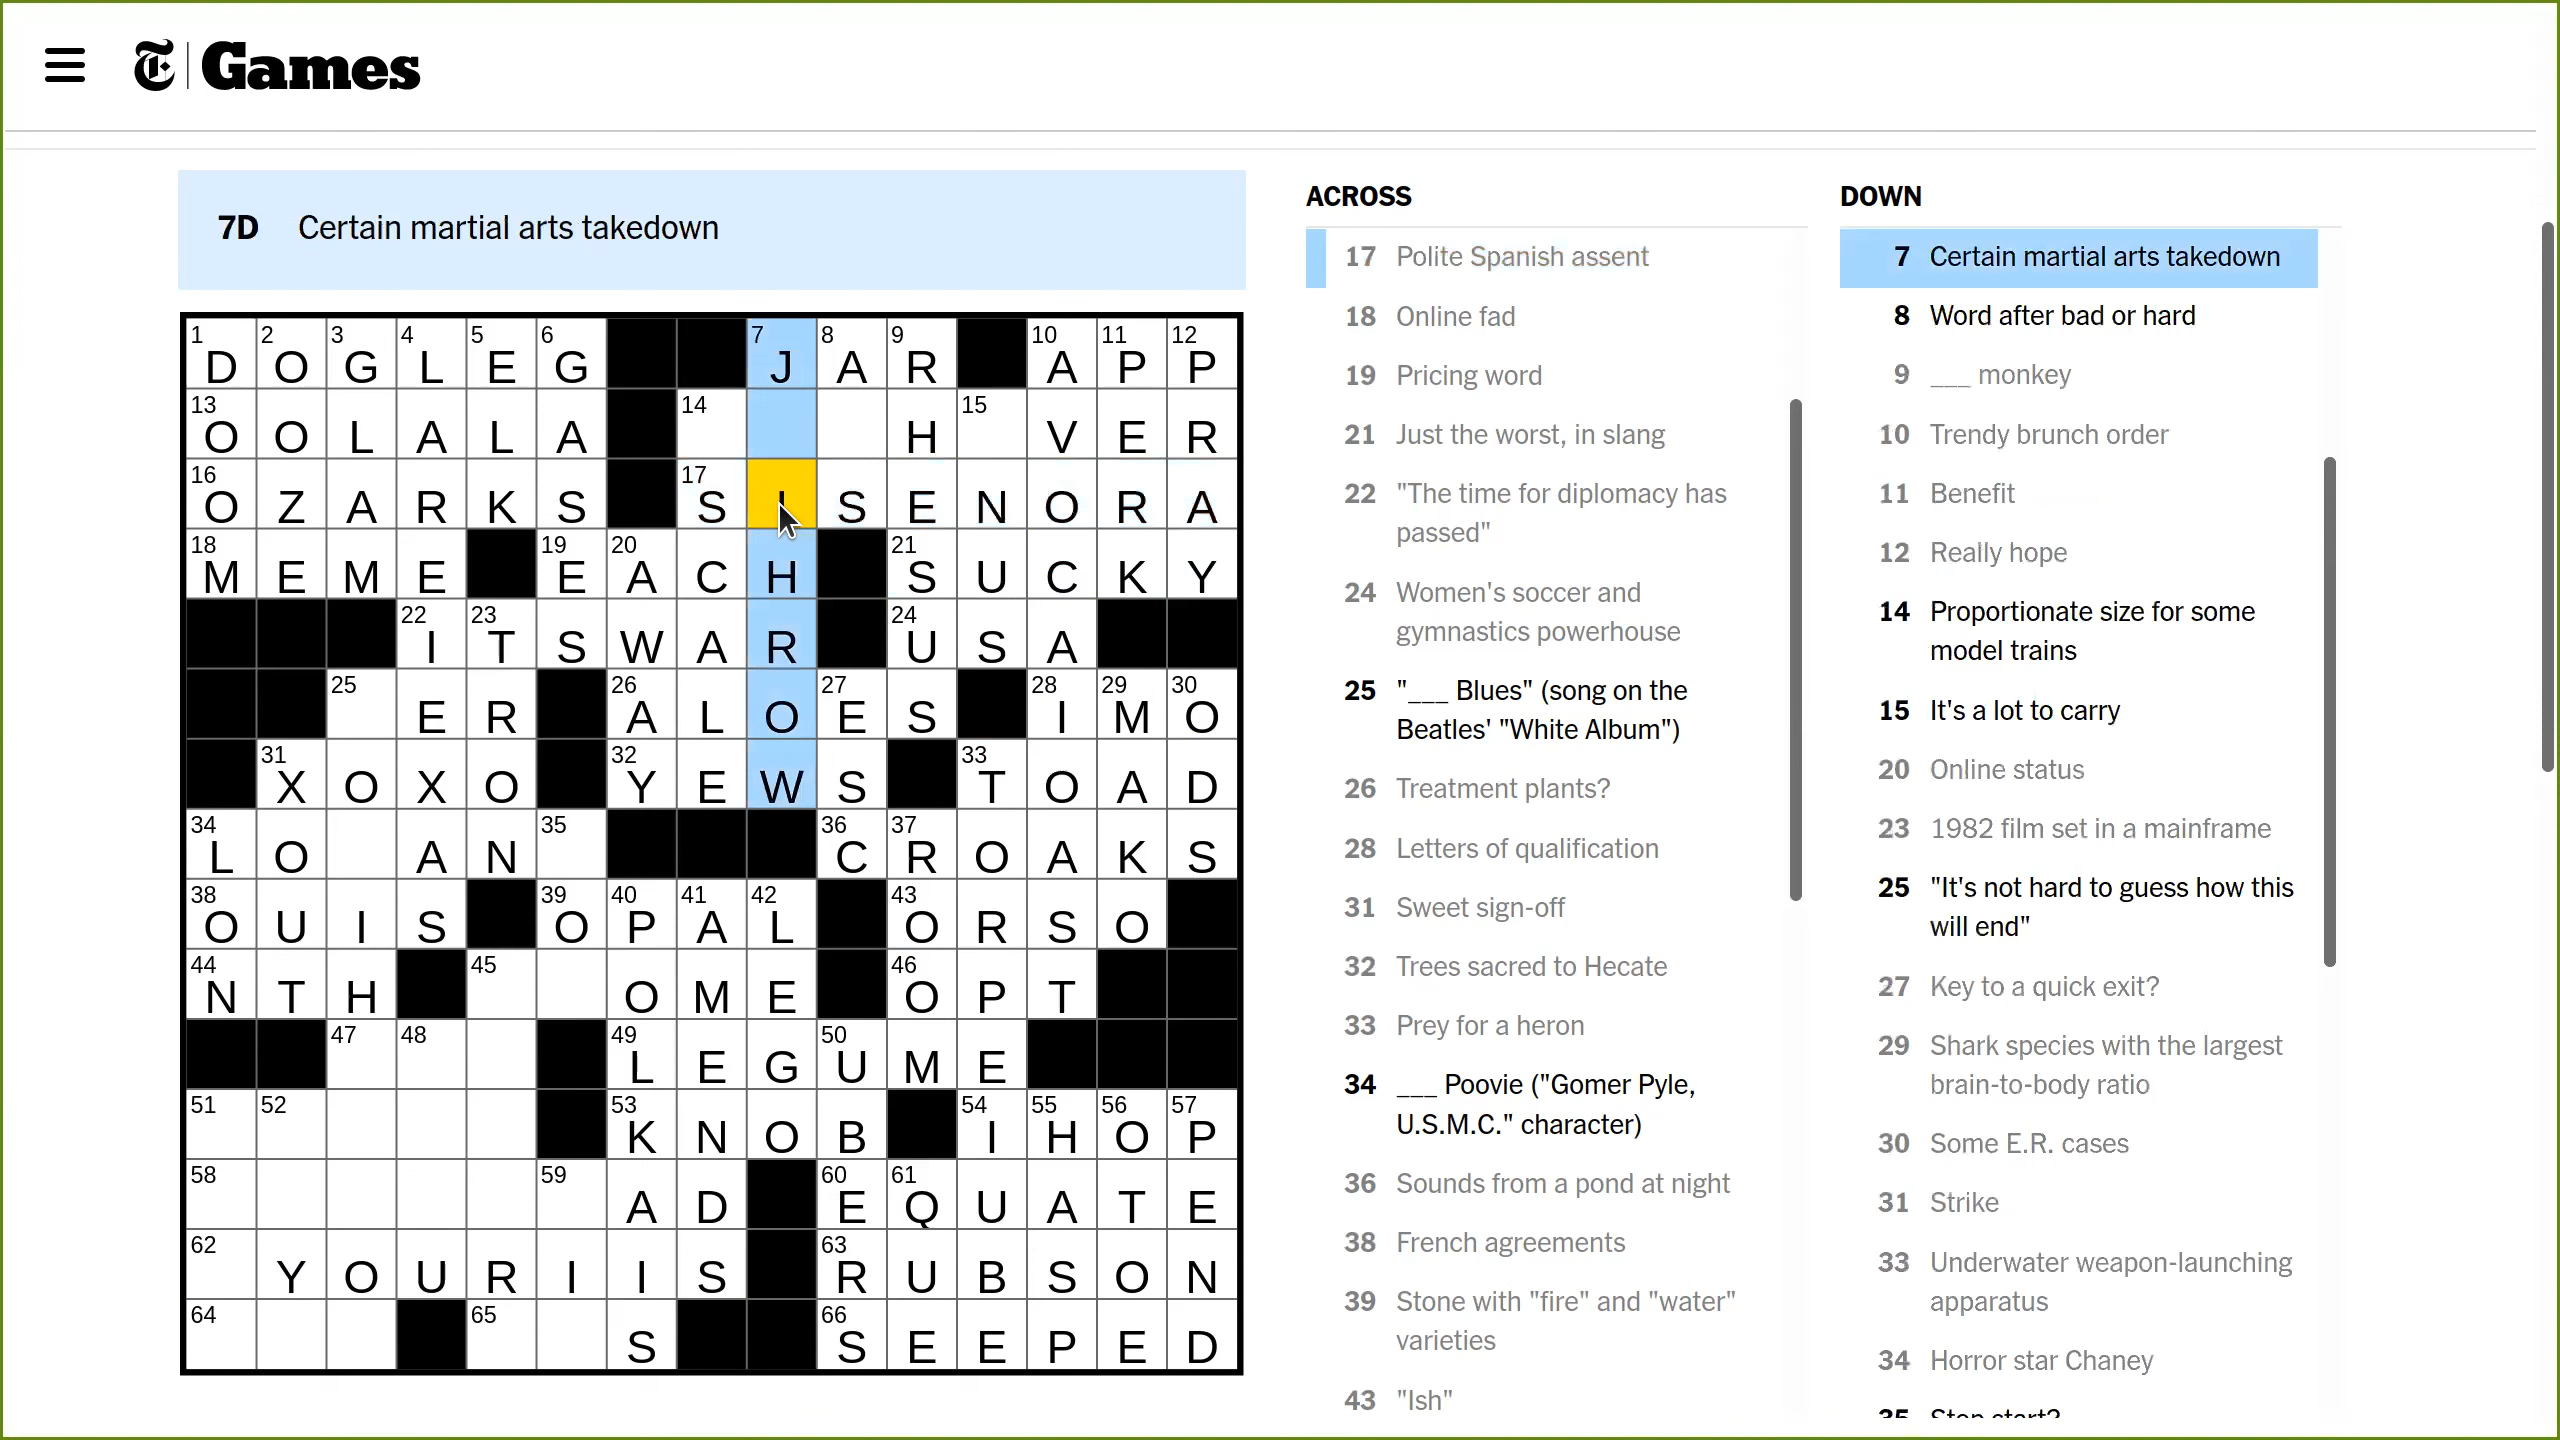 T Games
7D Certain martial arts takedown
1 D 2 O 3 G 4 L 5 E 6 G 7 J 8 A 9 R 10 A 11 P 12 P
13 O O L A L A 14 H 15 V E R
16 O Z A R K S 17 S I S E N O R A
18 M E M E 19 E 20 A C H 21 S U C K Y
22 I 23 T S W A R 24 U S A
25 E R 26 A L O 27 E S 28 I 29 M 30 O
31 X O X O 32 Y E W S 33 T O A D
34 L O A N 35 36 C 37 R O A K S
38 O U I S 39 O 40 P 41 A 42 L 43 O R S O
44 N T H 45 O M E 46 O P T
47 48 49 L E G 50 U M E
51 52 53 K N O B 54 I 55 H 56 O 57 P
58 59 A D 60 E 61 Q U A T E
62 Y O U R I I S 63 R U B S O N
64 65 S 66 S E E P E D
ACROSS
17 Polite Spanish assent
18 Online fad
19 Pricing word
21 Just the worst, in slang
22 "The time for diplomacy has
passed"
24 Women's soccer and
gymnastics powerhouse
25 "___ Blues" (song on the
Beatles' "White Album")
26 Treatment plants?
28 Letters of qualification
31 Sweet sign-off
32 Trees sacred to Hecate
33 Prey for a heron
34 ___ Poovie ("Gomer Pyle,
U.S.M.C." character)
36 Sounds from a pond at night
38 French agreements
39 Stone with "fire" and "water"
varieties
43 "Ish"
DOWN
7 Certain martial arts takedown
8 Word after bad or hard
9 ___ monkey
10 Trendy brunch order
11 Benefit
12 Really hope
14 Proportionate size for some
model trains
15 It's a lot to carry
20 Online status
23 1982 film set in a mainframe
25 "It's not hard to guess how this
will end"
27 Key to a quick exit?
29 Shark species with the largest
brain-to-body ratio
30 Some E.R. cases
31 Strike
33 Underwater weapon-launching
apparatus
34 Horror star Chaney
35 Stop start?